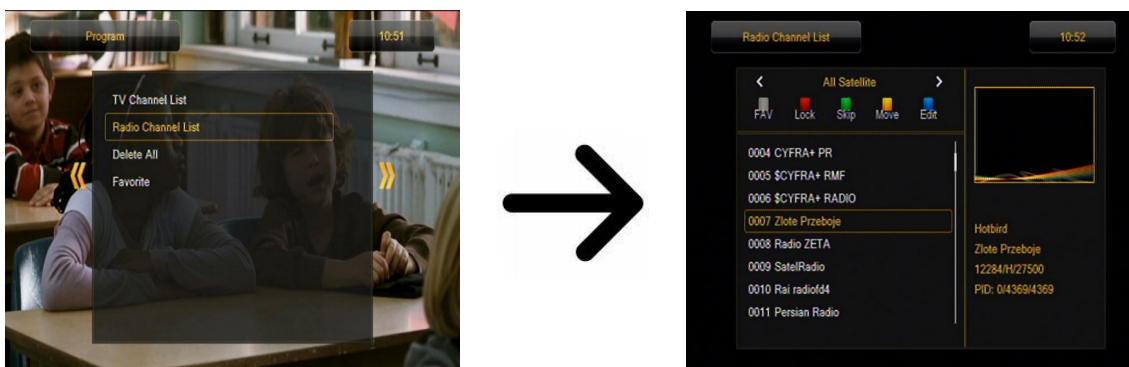 Program
10:51
TV Channel List
Radio Channel List
Delete All
Favorite
Radio Channel List
10:52
All Satellite
FAV Lock Skip Move Edit
0004 CYFRA+ PR
0005 $CYFRA+ RMF
0006 $CYFRA+ RADIO
0007 Zlote Przeboje
0008 Radio ZETA
0009 SatelRadio
0010 Rai radiofd4
0011 Persian Radio
Hotbird
Zlote Przeboje
12284/H/27500
PID: 0/4369/4369